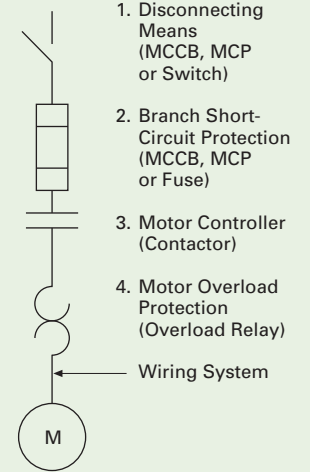 1. Disconnecting
Means
(MCCB, MCP
or Switch)
2. Branch Short-
Circuit Protection
(MCCB, MCP
or Fuse)
3. Motor Controller
(Contactor)
4. Motor Overload
Protection
(Overload Relay)
Wiring System
M